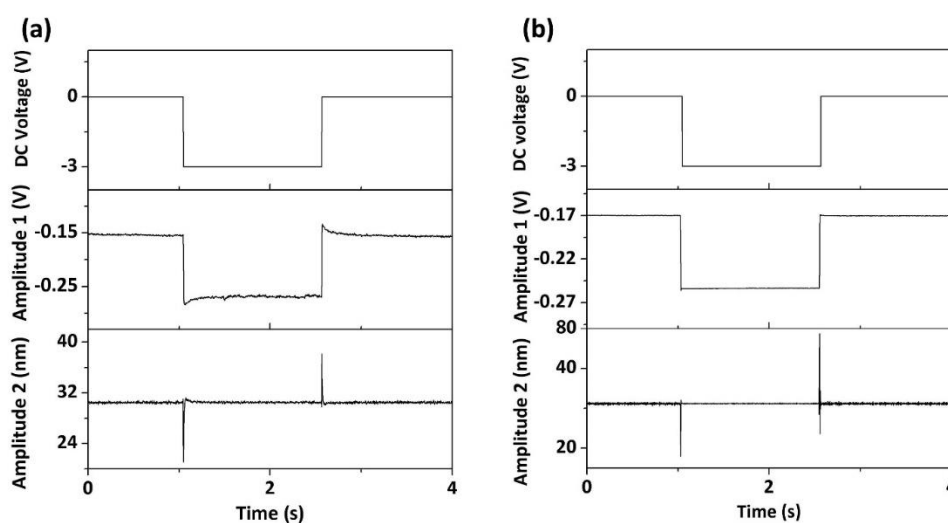 (a)
DC Voltage (V)
0
-3
Amplitude 1 (V)
-0.15
-0.25
Amplitude 2 (nm)
40
32
24
0
2
4
Time (s)
(b)
DC voltage (V)
0
-3
Amplitude 1 (V)
-0.17
-0.22
-0.27
Amplitude 2 (nm)
80
40
20
0
2
4
Time (s)